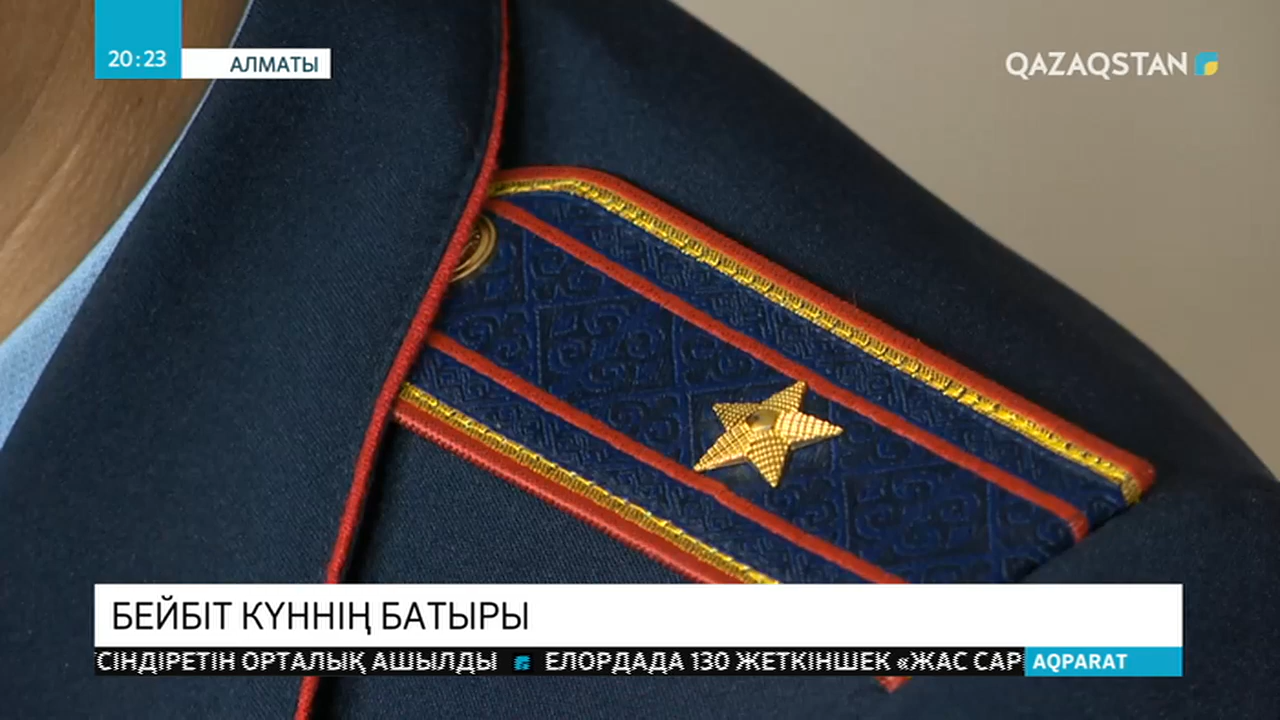 20:23
АЛМАТЫ
QAZAQSTAN
БЕЙБІТ КҮННІҢ БАТЫРЫ
СІНДІРЕТІН ОРТАЛЫҚ АШЫЛДЫ ЕЛОРДАДА 130 ЖЕТКІНШЕК «ЖАС САР
AQPARAT